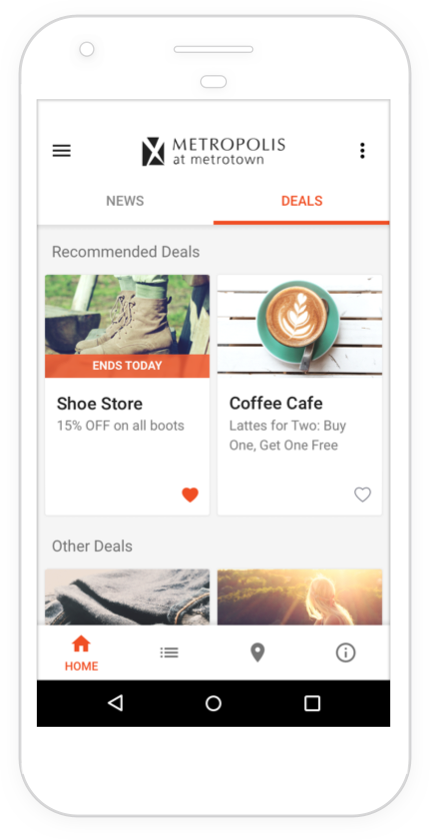 METROPOLIS
at metrotown
NEWS
DEALS
Recommended Deals
ENDS TODAY
Shoe Store
15% OFF on all boots
Coffee Cafe
Lattes for Two: Buy
One, Get One Free
Other Deals
HOME